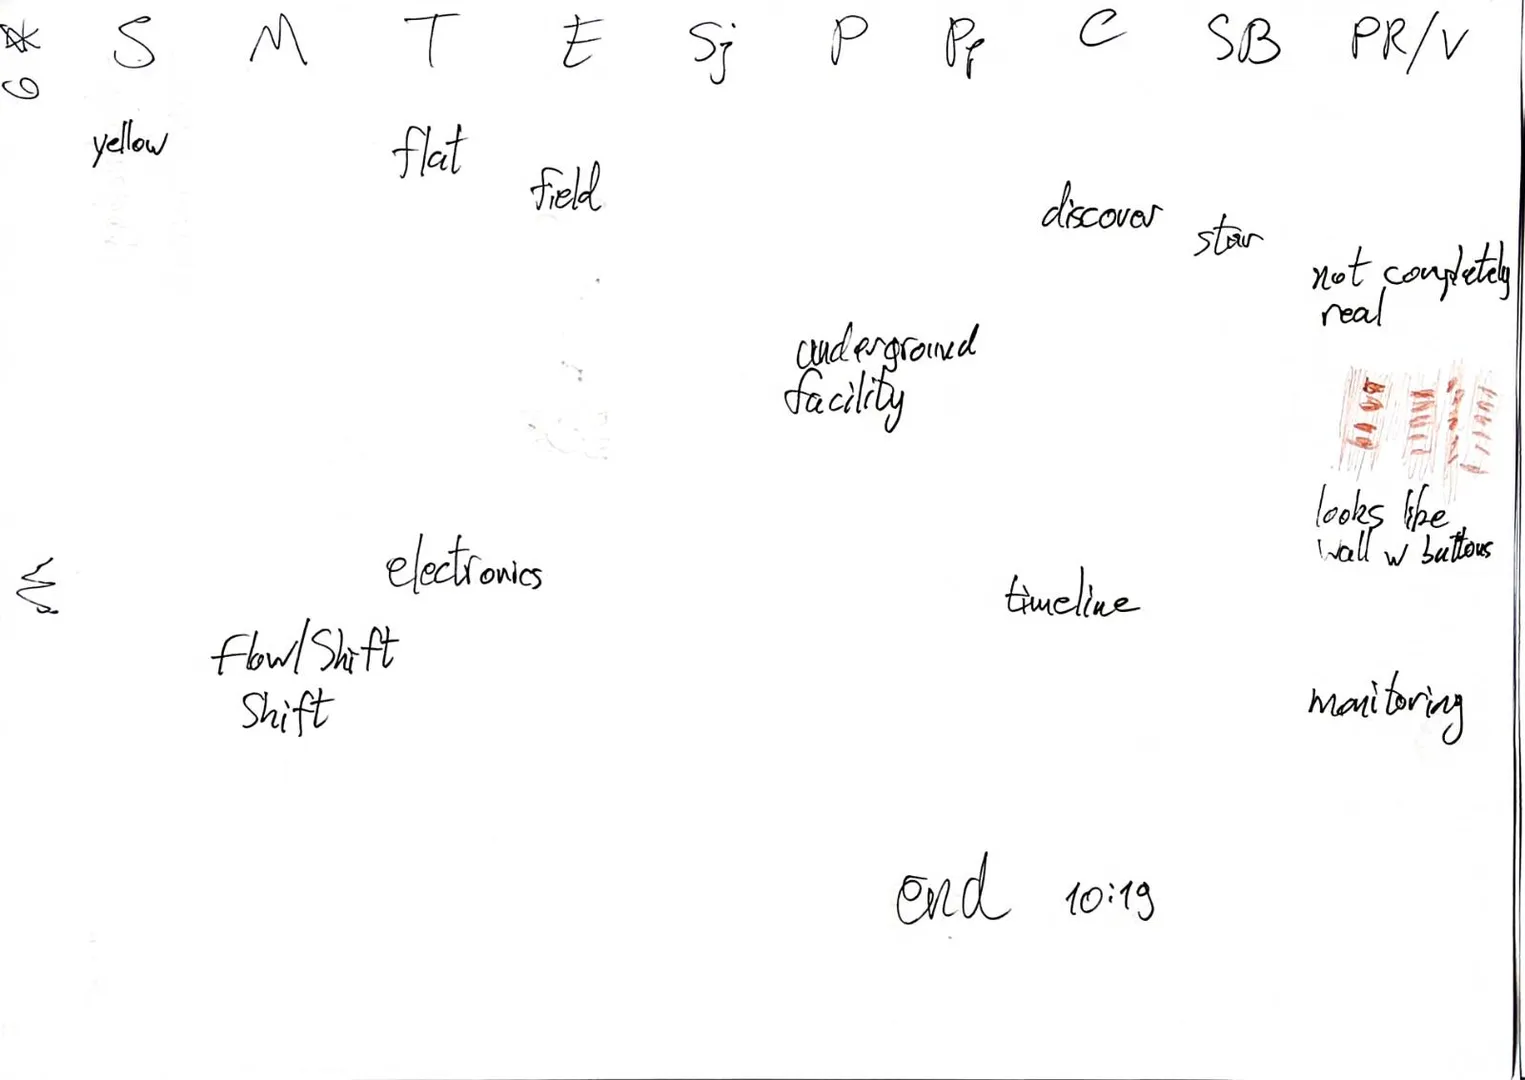 S M T E Sj P Pp C SB PR/V
yellow
flat
field
discover
star
not completely
real
underground
facility
looks like
wall w buttons
electronics
timeline
Flow/Shift
Shift
monitoring
end 10:19